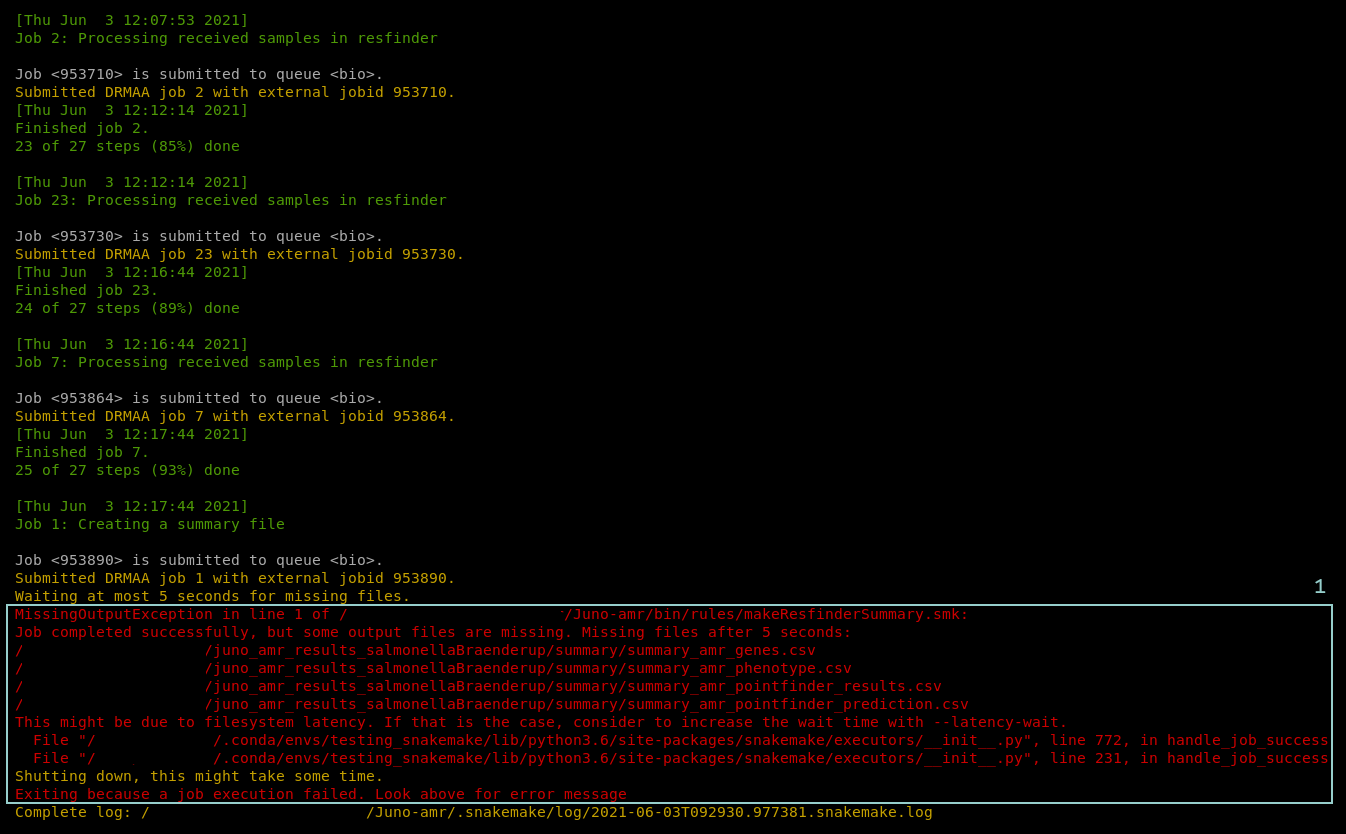 [Thu Jun  3 12:07:53 2021]
Job 2: Processing received samples in resfinder
Job <953710> is submitted to queue <bio>.
Submitted DRMAA job 2 with external jobid 953710.
[Thu Jun  3 12:12:14 2021]
Finished job 2.
23 of 27 steps (85%) done
[Thu Jun  3 12:12:14 2021]
Job 23: Processing received samples in resfinder
Job <953730> is submitted to queue <bio>.
Submitted DRMAA job 23 with external jobid 953730.
[Thu Jun  3 12:16:44 2021]
Finished job 23.
24 of 27 steps (89%) done
[Thu Jun  3 12:16:44 2021]
Job 7: Processing received samples in resfinder
Job <953864> is submitted to queue <bio>.
Submitted DRMAA job 7 with external jobid 953864.
[Thu Jun  3 12:17:44 2021]
Finished job 7.
25 of 27 steps (93%) done
[Thu Jun  3 12:17:44 2021]
Job 1: Creating a summary file
Job <953890> is submitted to queue <bio>.
Submitted DRMAA job 1 with external jobid 953890.
1
Waiting at most 5 seconds for missing files.
MissingOutputException in line 1 of / /Juno-amr/bin/rules/makeResfinderSummary.smk:
Job completed successfully, but some output files are missing. Missing files after 5 seconds:
/ /juno_amr_results_salmonellaBraenderup/summary/summary_amr_genes.csv
/ /juno_amr_results_salmonellaBraenderup/summary/summary_amr_phenotype.csv
/ /juno_amr_results_salmonellaBraenderup/summary/summary_amr_pointfinder_results.csv
/ /juno_amr_results_salmonellaBraenderup/summary/summary_amr_pointfinder_prediction.csv
This might be due to filesystem latency. If that is the case, consider to increase the wait time with --latency-wait.
  File "/ /.conda/envs/testing_snakemake/lib/python3.6/site-packages/snakemake/executors/__init__.py", line 772, in handle_job_success
  File "/ /.conda/envs/testing_snakemake/lib/python3.6/site-packages/snakemake/executors/__init__.py", line 231, in handle_job_success
Shutting down, this might take some time.
Exiting because a job execution failed. Look above for error message
Complete log: / /Juno-amr/.snakemake/log/2021-06-03T092930.977381.snakemake.log